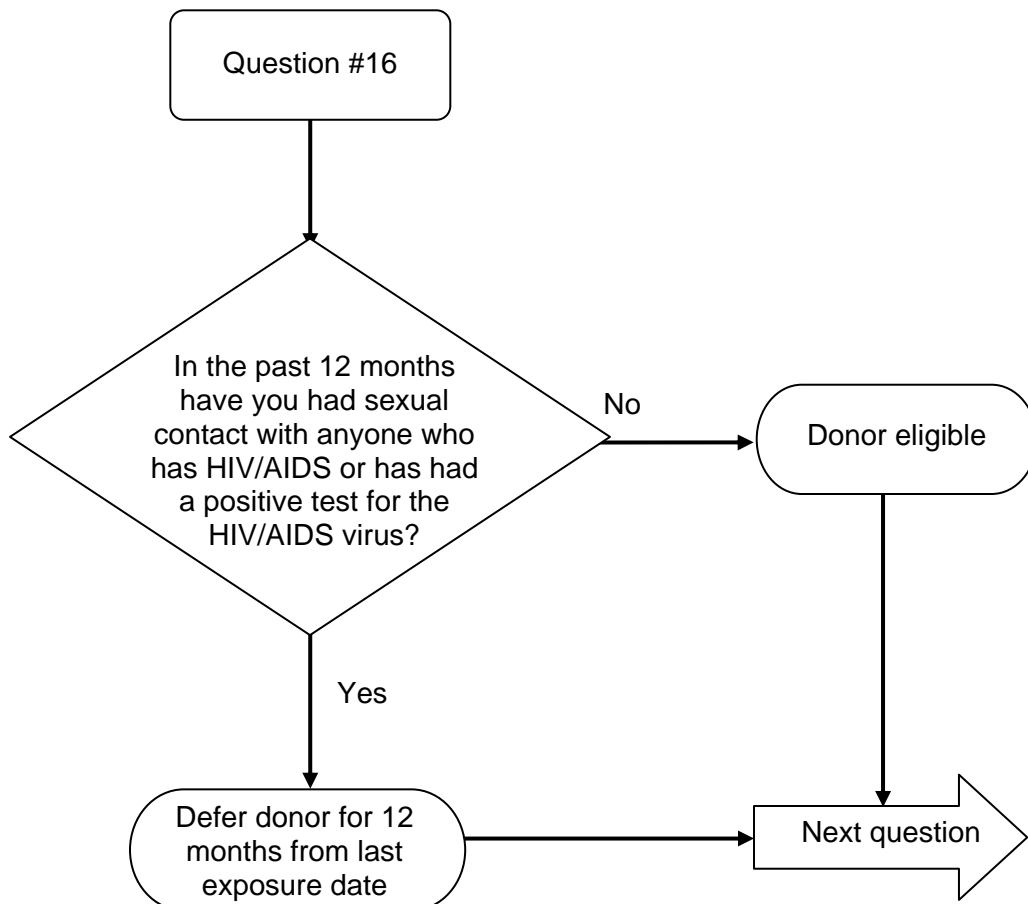 Question #16
In the past 12 months
have you had sexual
contact with anyone who
has HIV/AIDS or has had
a positive test for the
HIV/AIDS virus?
No
Donor eligible
Yes
Defer donor for 12
months from last
exposure date
Next question